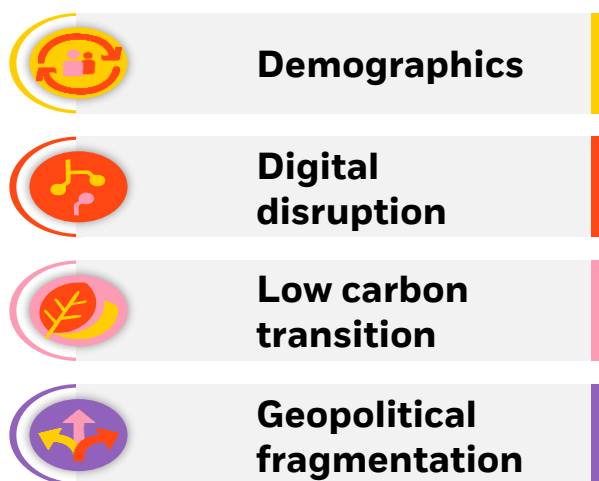 Demographics
Digital
disruption
Low carbon
transition
Geopolitical
fragmentation